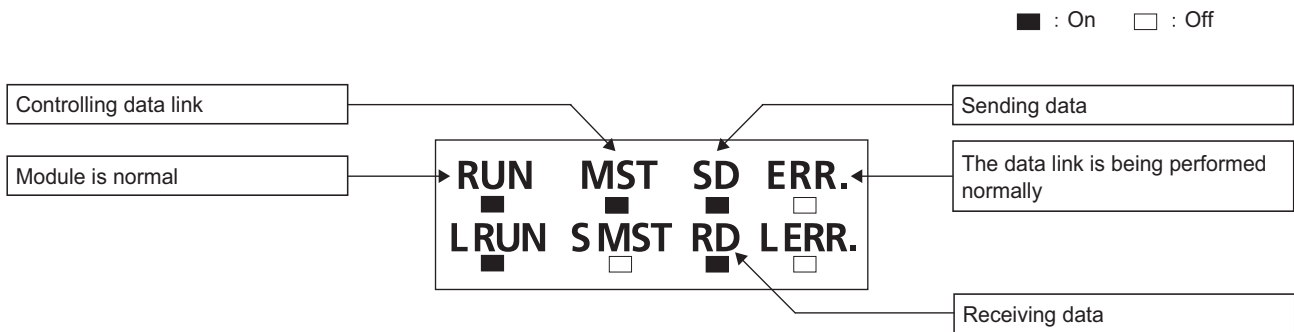 : On : Off
Controlling data link
Sending data
Module is normal
The data link is being performed
normally
RUN MST SD ERR.
L RUN S MST RD L ERR.
Receiving data